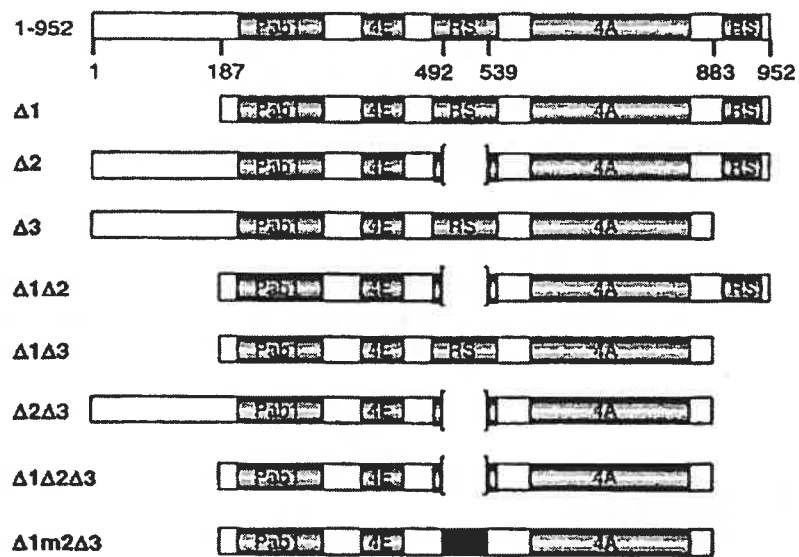 1-952 Pab1 4E RS 4A RS
1 187 492 539 883 952
Δ1 Pab1 4E RS 4A RS
Δ2 Pab1 4E 4A RS
Δ3 Pab1 4E RS 4A
Δ1Δ2 Pab1 4E 4A RS
Δ1Δ3 Pab1 4E RS 4A
Δ2Δ3 Pab1 4E 4A
Δ1Δ2Δ3 Pab1 4E 4A
Δ1m2Δ3 Pab1 4E 4A